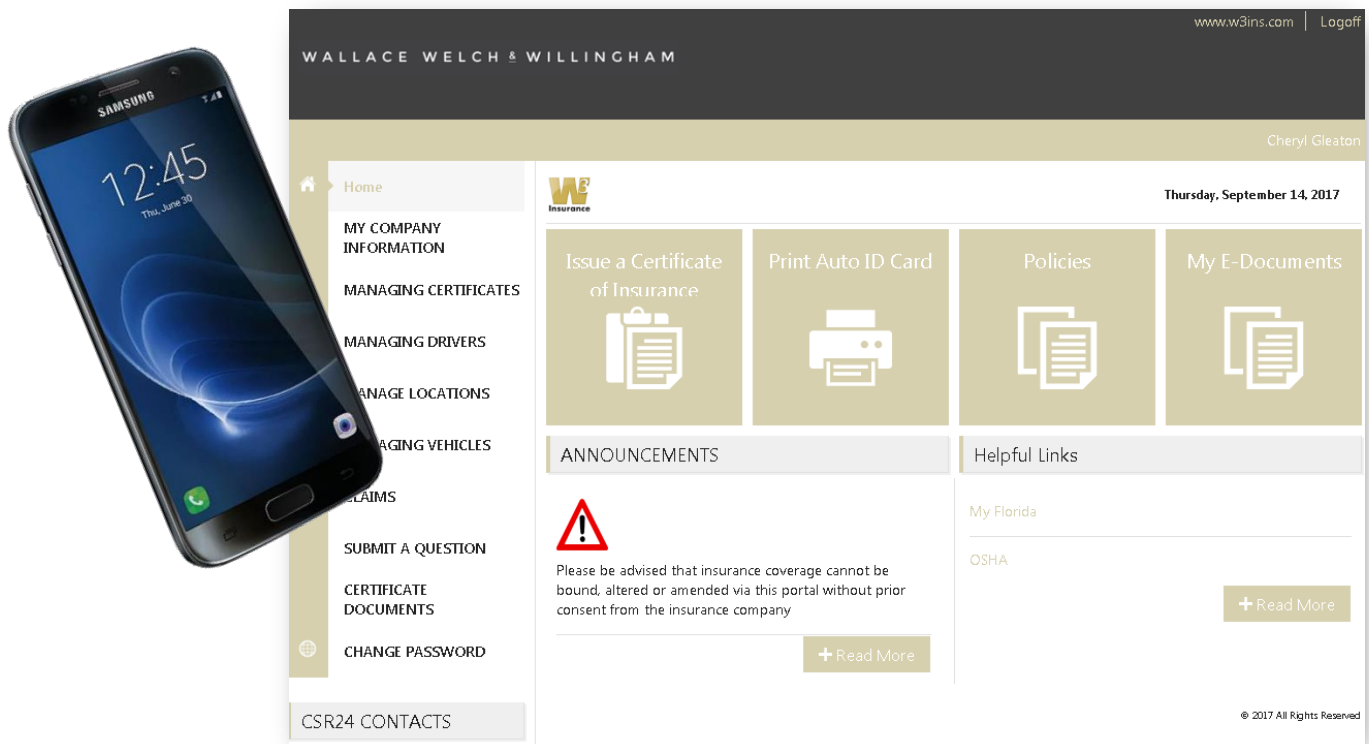 www.w3ins.com
Logoff
WALLACE WELCH & WILLINGHAM
Cheryl Gleaton
SAMSUNG
12:45
Thu, June 30
Home
MY COMPANY
INFORMATION
MANAGING CERTIFICATES
MANAGING DRIVERS
ANAGE LOCATIONS
AGING VEHICLES
CLAIMS
SUBMIT A QUESTION
CERTIFICATE
DOCUMENTS
CHANGE PASSWORD
CSR24 CONTACTS
W3
Insurance
Thursday, September 14, 2017
Issue a Certificate
of Insurance
Print Auto ID Card
Policies
My E-Documents
ANNOUNCEMENTS
Please be advised that insurance coverage cannot be
bound, altered or amended via this portal without prior
consent from the insurance company
+ Read More
Helpful Links
My Florida
OSHA
+ Read More
© 2017 All Rights Reserved